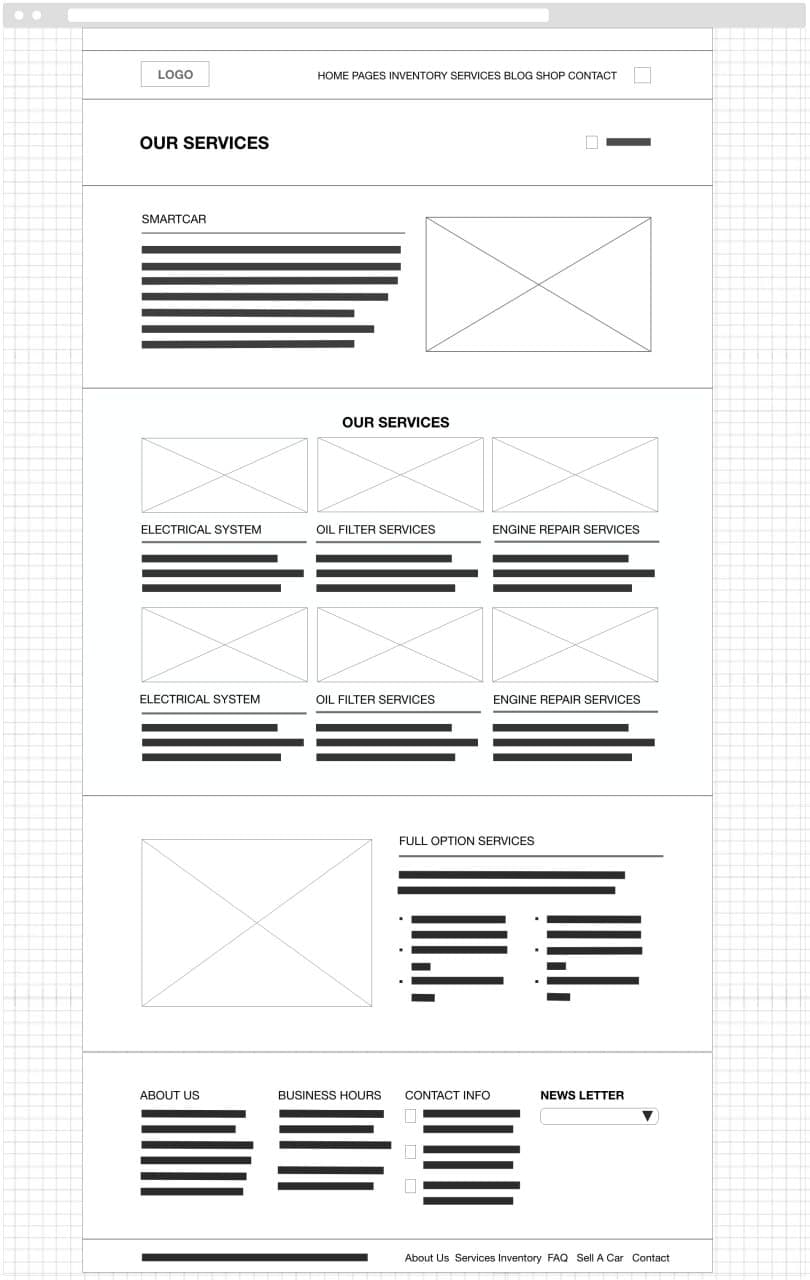 LOGO
HOME PAGES INVENTORY SERVICES BLOG SHOP CONTACT
OUR SERVICES
SMARTCAR
OUR SERVICES
ELECTRICAL SYSTEM
OIL FILTER SERVICES
ENGINE REPAIR SERVICES
ELECTRICAL SYSTEM
OIL FILTER SERVICES
ENGINE REPAIR SERVICES
FULL OPTION SERVICES
ABOUT US
BUSINESS HOURS
CONTACT INFO
NEWS LETTER
About Us Services Inventory FAQ Sell A Car Contact